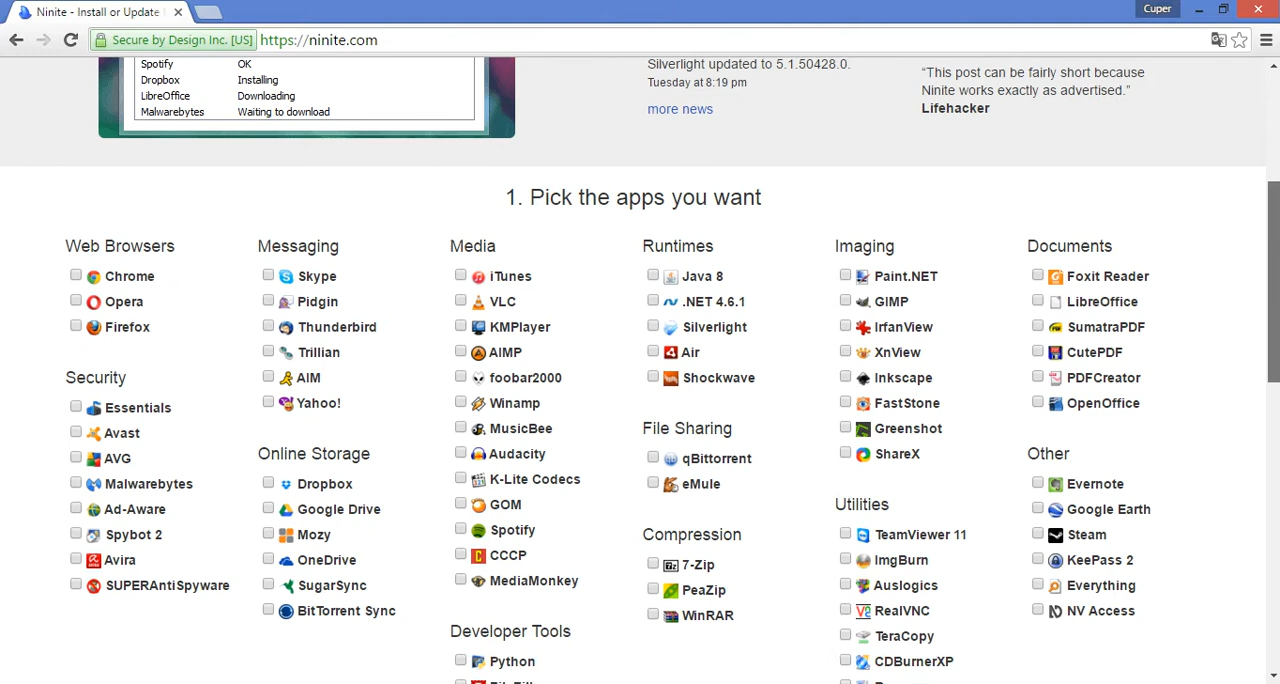 Ninite - Install or Update
Cuper
Secure by Design Inc. [US]
https://ninite.com
Spotify OK
Dropbox Installing
LibreOffice Downloading
Malwarebytes Waiting to download
Silverlight updated to 5.1.50428.0.
Tuesday at 8:19 pm
more news
“This post can be fairly short because
Ninite works exactly as advertised.”
Lifehacker
1. Pick the apps you want
Web Browsers
Chrome
Opera
Firefox
Security
Essentials
Avast
AVG
Malwarebytes
Ad-Aware
Spybot 2
Avira
SUPERAntiSpyware
Messaging
Skype
Pidgin
Thunderbird
Trillian
AIM
Yahoo!
Online Storage
Dropbox
Google Drive
Mozy
OneDrive
SugarSync
BitTorrent Sync
Media
iTunes
VLC
KMPlayer
AIMP
foobar2000
Winamp
MusicBee
Audacity
K-Lite Codecs
GOM
Spotify
CCCP
MediaMonkey
Developer Tools
Python
Runtimes
Java 8
.NET 4.6.1
Silverlight
Air
Shockwave
File Sharing
qBittorrent
eMule
Compression
7-Zip
PeaZip
WinRAR
Imaging
Paint.NET
GIMP
IrfanView
XnView
Inkscape
FastStone
Greenshot
ShareX
Utilities
TeamViewer 11
ImgBurn
Auslogics
RealVNC
TeraCopy
CDBurnerXP
Documents
Foxit Reader
LibreOffice
SumatraPDF
CutePDF
PDFCreator
OpenOffice
Other
Evernote
Google Earth
Steam
KeePass 2
Everything
NV Access